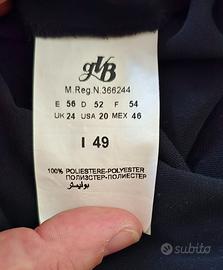 gVB
M.Reg.N.366244
E 56 D 52 F 54
UK 24 USA 20 MEX 46
I 49
100% POLIESTERE-POLYESTER
ПОЛИЭСТЕР-ПОЛИЭСТЕР
بوليستر
subito